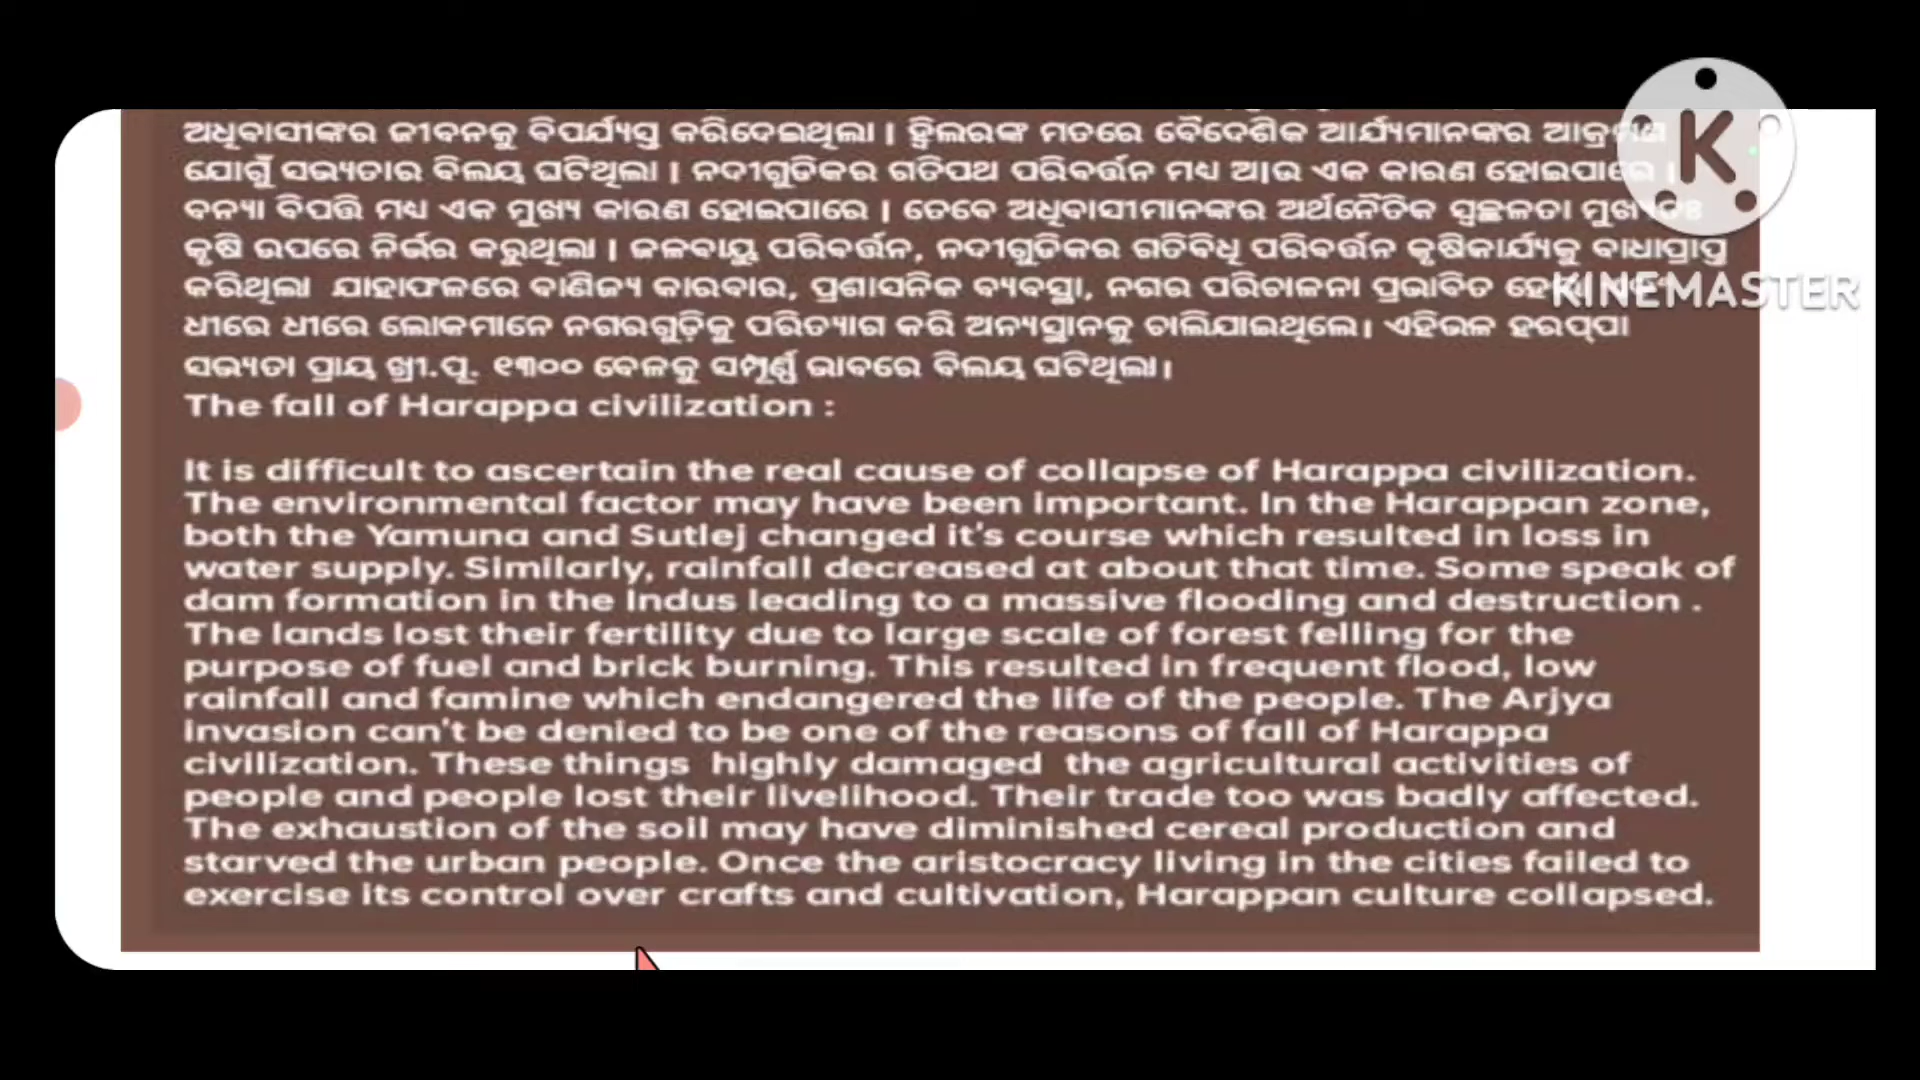 ଅଧିବାସୀଙ୍କର ଜୀବନକୁ ବିପର୍ଯ୍ୟସ୍ତ କରିଦେଇଥିଲା । ହ୍ୱିଲରଙ୍କ ମତରେ ବୈଦେଶିକ ଆର୍ଯ୍ୟମାନଙ୍କର ଆକ୍ରମଣ
ଯୋଗୁଁ ସଭ୍ୟତାର ବିଲୟ ଘଟିଥିଲା । ନଦୀଗୁଡିକର ଗତିପଥ ପରିବର୍ତ୍ତନ ମଧ୍ୟ ଆଉ ଏକ କାରଣ ହୋଇପାରେ ।
ବନ୍ୟା ବିପତ୍ତି ମଧ୍ୟ ଏକ ମୁଖ୍ୟ କାରଣ ହୋଇପାରେ । ତେବେ ଅଧିବାସୀମାନଙ୍କର ଅର୍ଥନୈତିକ ସ୍ୱଚ୍ଛଳତା ମୁଖ୍ୟତଃ
କୃଷି ଉପରେ ନିର୍ଭର କରୁଥିଲା । ଜଳବାୟୁ ପରିବର୍ତ୍ତନ, ନଦୀଗୁଡିକର ଗତିବିଧି ପରିବର୍ତ୍ତନ କୃଷିକାର୍ଯ୍ୟକୁ ବାଧାପ୍ରାପ୍ତ
କରିଥିଲା ଯାହାଫଳରେ ବାଣିଜ୍ୟ କାରବାର, ପ୍ରଶାସନିକ ବ୍ୟବସ୍ଥା, ନଗର ପରିଚାଳନା ପ୍ରଭାବିତ
ଧୀରେ ଧୀରେ ଲୋକମାନେ ନଗରଗୁଡ଼ିକୁ ପରିତ୍ୟାଗ କରି ଅନ୍ୟସ୍ଥାନକୁ ଚାଲିଯାଇଥିଲେ। ଏହିଭଳି ହରପ୍ପା
ସଭ୍ୟତା ପ୍ରାୟ ଖ୍ରୀ.ପୂ. ୧୩୦୦ ବେଳକୁ ସମ୍ପୂର୍ଣ୍ଣ ଭାବରେ ବିଲୟ ଘଟିଥିଲା।
The fall of Harappa civilization :
It is difficult to ascertain the real cause of collapse of Harappa civilization.
The environmental factor may have been important. In the Harappan zone,
both the Yamuna and Sutlej changed it's course which resulted in loss in
water supply. Similarly, rainfall decreased at about that time. Some speak of
dam formation in the Indus leading to a massive flooding and destruction .
The lands lost their fertility due to large scale of forest felling for the
purpose of fuel and brick burning. This resulted in frequent flood, low
rainfall and famine which endangered the life of the people. The Arjya
invasion can't be denied to be one of the reasons of fall of Harappa
civilization. These things highly damaged the agricultural activities of
people and people lost their livelihood. Their trade too was badly affected.
The exhaustion of the soil may have diminished cereal production and
starved the urban people. Once the aristocracy living in the cities failed to
exercise its control over crafts and cultivation, Harappan culture collapsed.
K
KINEMASTER